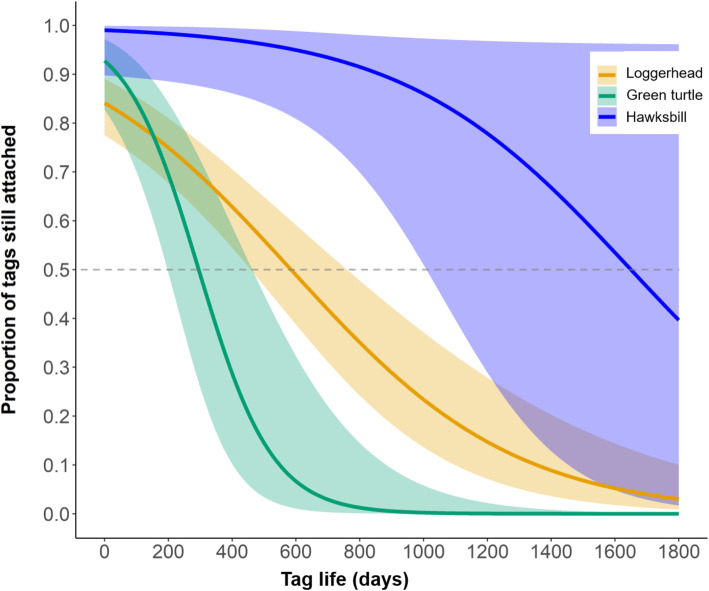 Proportion of tags still attached
1.0
0.9
0.8
0.7
0.6
0.5
0.4
0.3
0.2
0.1
0.0
Loggerhead
Green turtle
Hawksbill
0 200 400 600 800 1000 1200 1400 1600 1800
Tag life (days)